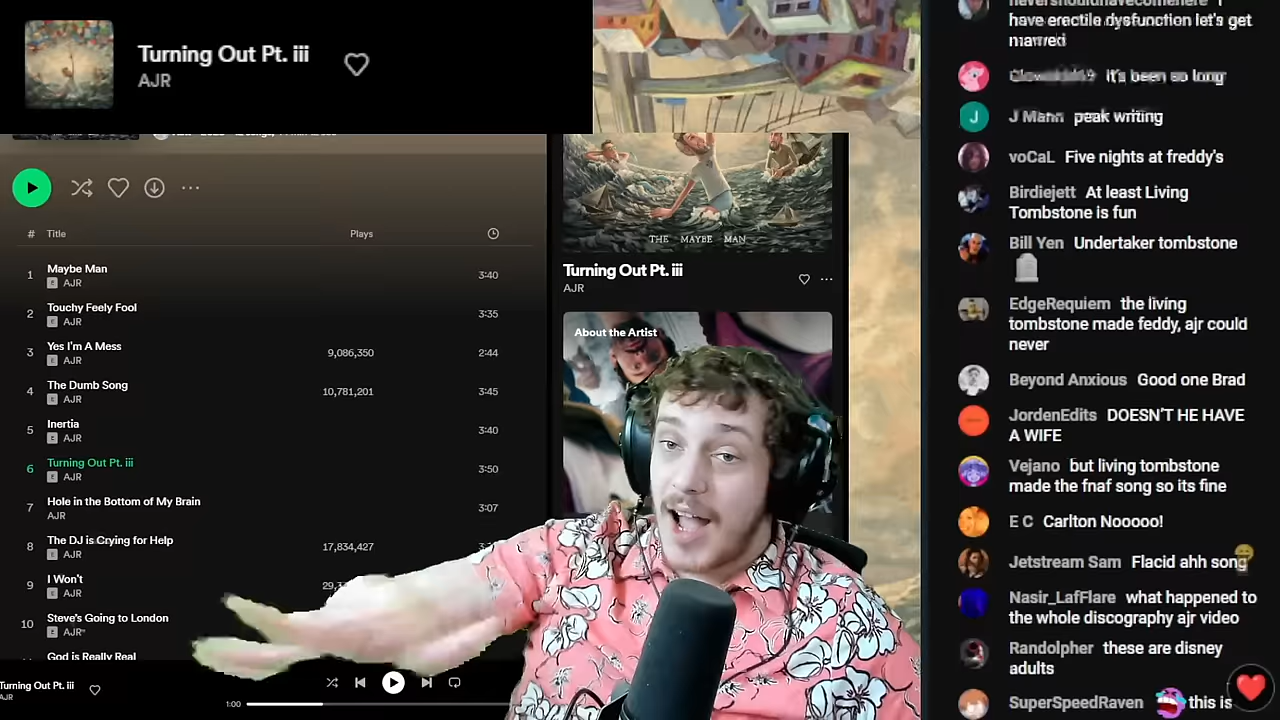 Turning Out Pt. iii
AJR
# Title Plays
1 Maybe Man 3:40
E AJR
2 Touchy Feely Fool 3:35
E AJR
3 Yes I'm A Mess 9,086,350 2:44
E AJR
4 The Dumb Song 10,781,201 3:45
E AJR
5 Inertia 3:40
E AJR
6 Turning Out Pt. iii 3:50
E AJR
7 Hole in the Bottom of My Brain 3:07
AJR
8 The DJ is Crying for Help 17,834,427
E AJR
9 I Won't
E AJR
10 Steve's Going to London
E AJR
God is Really Real
Turning Out Pt. iii
AJR
1:00
THE MAYBE MAN
Turning Out Pt. iii
AJR
About the Artist
have erectile dysfunction let's get
marred
it's been so long
J
J Mann peak writing
voCaL Five nights at freddy's
Birdiejett At least Living
Tombstone is fun
Bill Yen Undertaker tombstone
EdgeRequiem the living
tombstone made feddy, ajr could
never
Beyond Anxious Good one Brad
JordenEdits DOESN'T HE HAVE
A WIFE
Vejano but living tombstone
made the fnaf song so its fine
E C Carlton Nooooo!
Jetstream Sam Flacid ahh song
Nasir_LafFlare what happened to
the whole discography ajr video
Randolpher these are disney
adults
SuperSpeedRaven this is